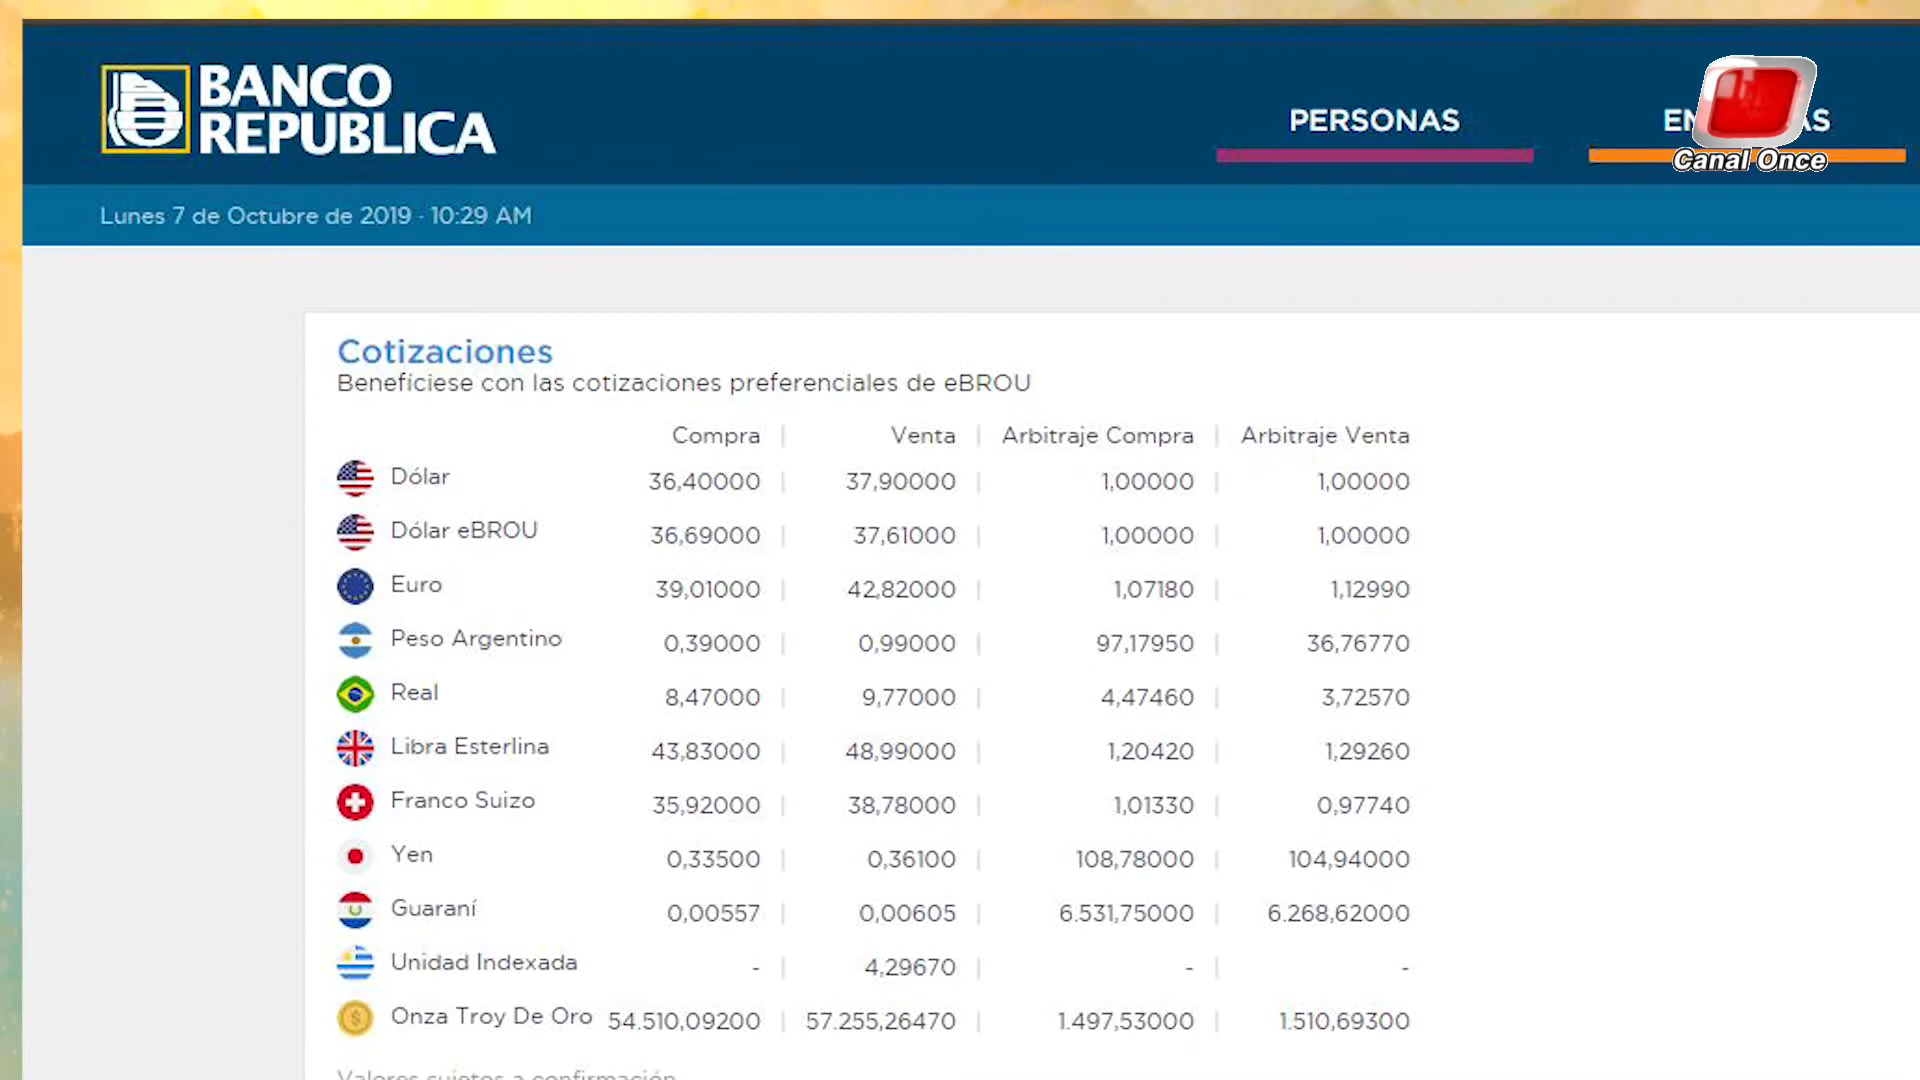 BANCO
REPUBLICA
PERSONAS
Canal Once
Lunes 7 de Octubre de 2019 · 10:29 AM
Cotizaciones
Benefíciese con las cotizaciones preferenciales de eBROU
Compra Venta Arbitraje Compra Arbitraje Venta
Dólar 36,40000 37,90000 1,00000 1,00000
Dólar eBROU 36,69000 37,61000 1,00000 1,00000
Euro 39,01000 42,82000 1,07180 1,12990
Peso Argentino 0,39000 0,99000 97,17950 36,76770
Real 8,47000 9,77000 4,47460 3,72570
Libra Esterlina 43,83000 48,99000 1,20420 1,29260
Franco Suizo 35,92000 38,78000 1,01330 0,97740
Yen 0,33500 0,36100 108,78000 104,94000
Guaraní 0,00557 0,00605 6.531,75000 6.268,62000
Unidad Indexada - 4,29670 - -
Onza Troy De Oro 54.510,09200 57.255,26470 1.497,53000 1.510,69300
Valores sujetos a confirmación